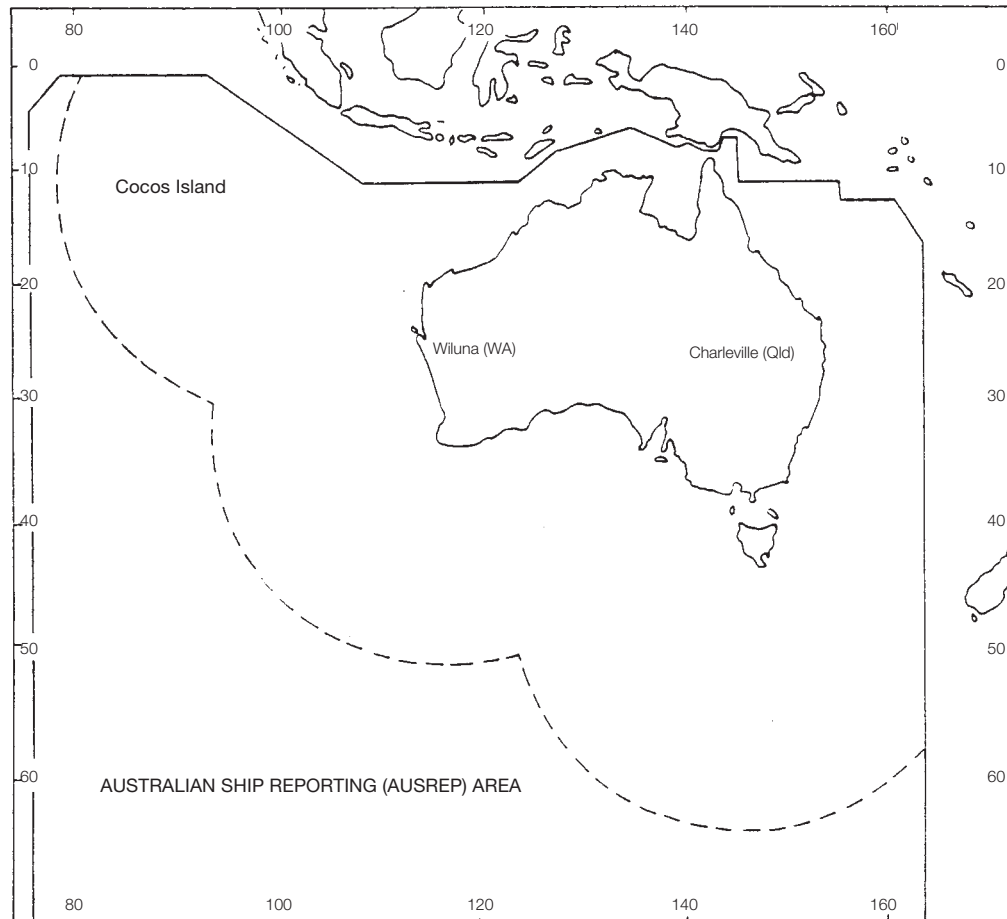 80 100 120 140 160
0 0
10 10
Cocos Island
20 20
Wiluna (WA) Charleville (Qld)
30 30
40 40
50 50
AUSTRALIAN SHIP REPORTING (AUSREP) AREA
60 60
80 100 120 140 160